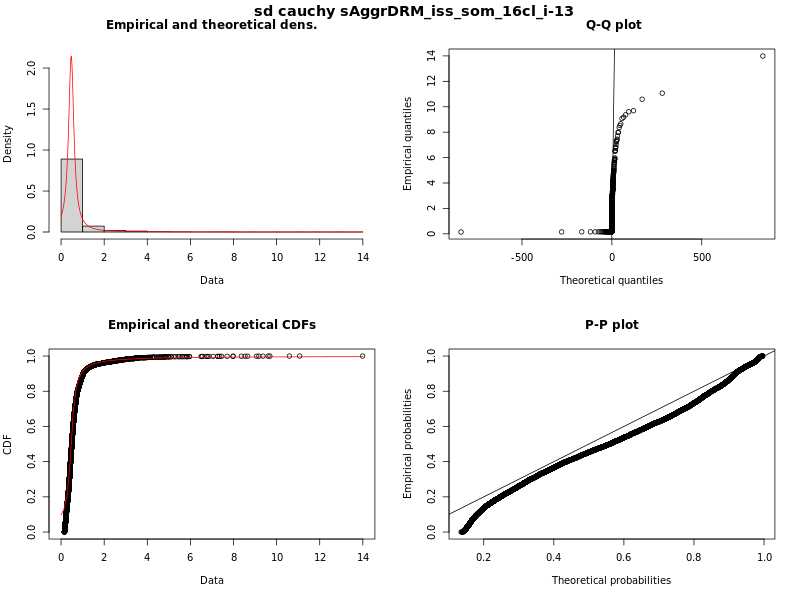 sd cauchy sAggrDRM_iss_som_16cl_i-13
Empirical and theoretical dens.
Density
0.0 0.5 1.0 1.5 2.0
0 2 4 6 8 10 12 14
Data
Q-Q plot
Empirical quantiles
0 2 4 6 8 10 12 14
-500 0 500
Theoretical quantiles
Empirical and theoretical CDFs
CDF
0.0 0.2 0.4 0.6 0.8 1.0
0 2 4 6 8 10 12 14
Data
P-P plot
Empirical probabilities
0.0 0.2 0.4 0.6 0.8 1.0
0.2 0.4 0.6 0.8 1.0
Theoretical probabilities